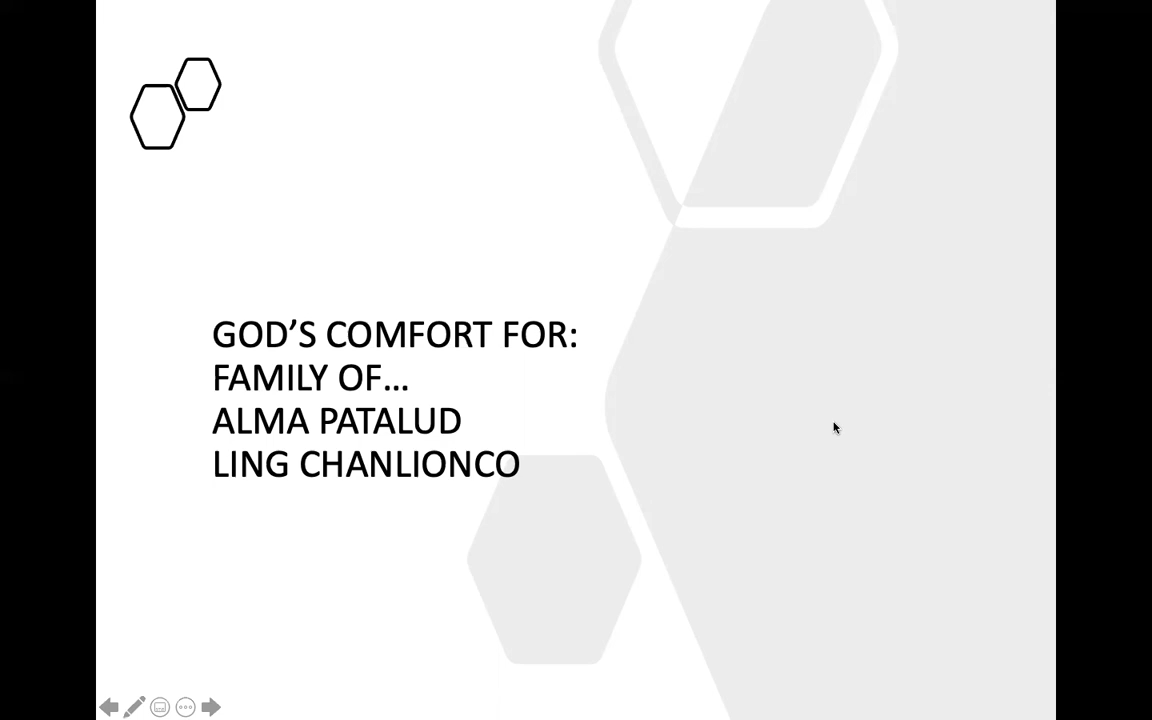 GOD’S COMFORT FOR:
FAMILY OF…
ALMA PATALUD
LING CHANLIONCO